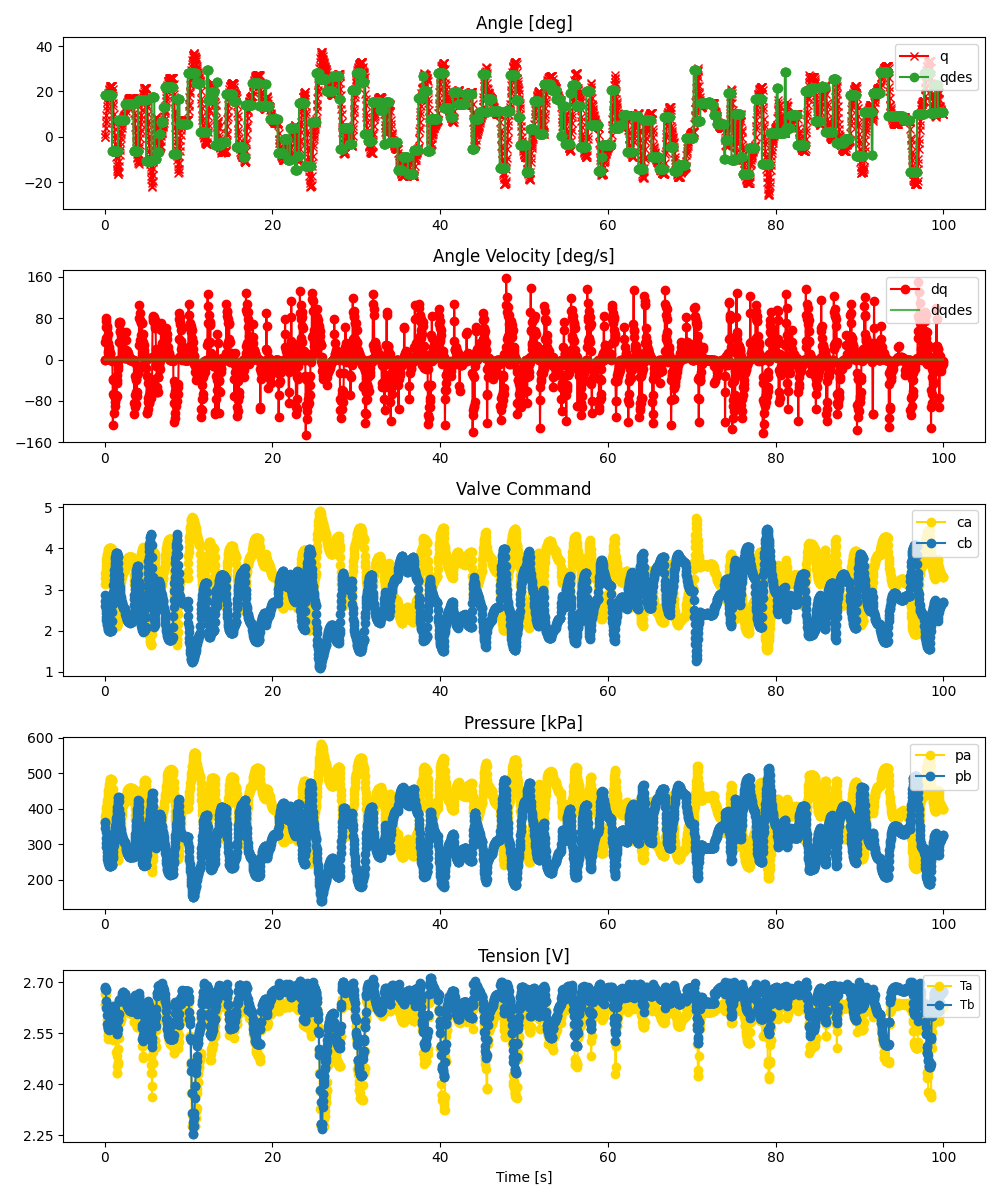 Angle [deg]
40
20
0
−20
q
qdes
0 20 40 60 80 100
Angle Velocity [deg/s]
160
80
0
−80
−160
dq
dqdes
0 20 40 60 80 100
Valve Command
5
4
3
2
1
ca
cb
0 20 40 60 80 100
Pressure [kPa]
600
500
400
300
200
pa
pb
0 20 40 60 80 100
Tension [V]
2.70
2.55
2.40
2.25
Ta
Tb
0 20 40 60 80 100
Time [s]